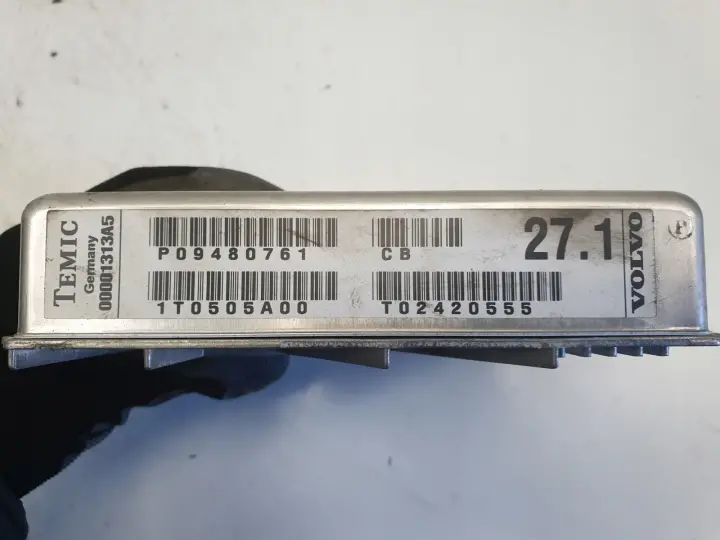 TEMIC
Germany
00001313A5
P09480761
CB
27.1
1T0505A00
T02420555
VOLVO